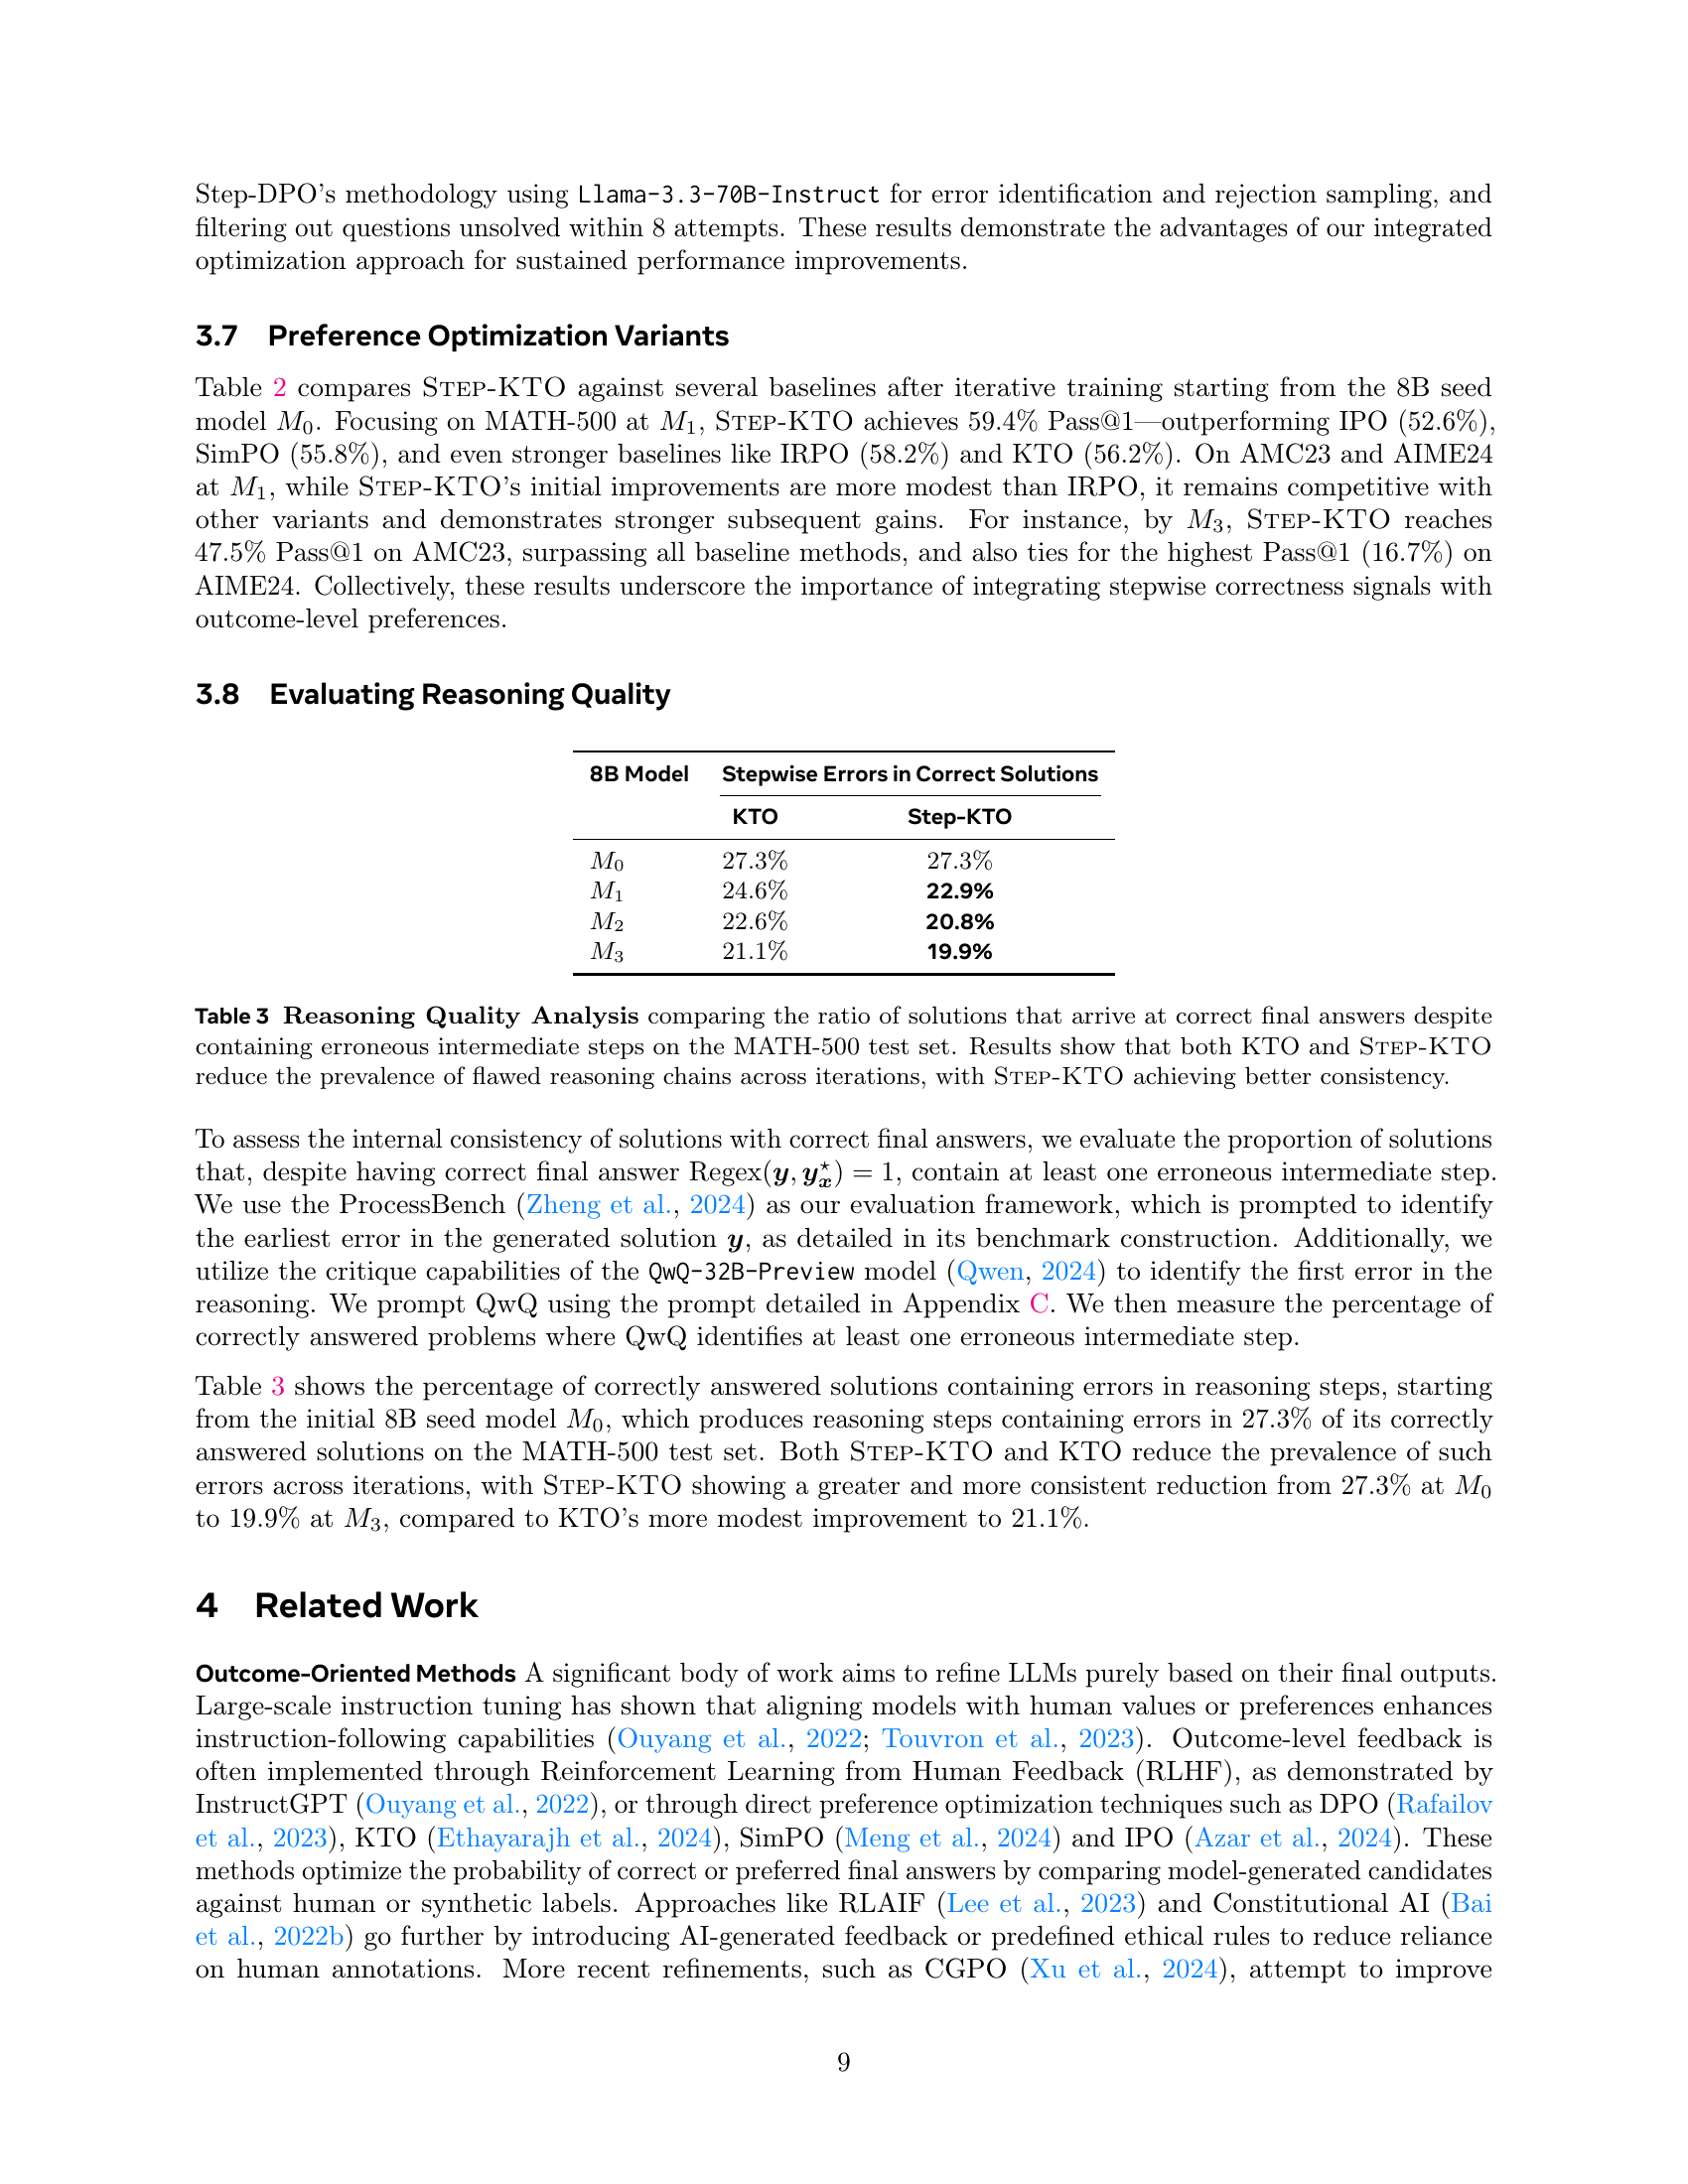 Step-DPO's methodology using Llama-3.3-70B-Instruct for error identification and rejection sampling, and
filtering out questions unsolved within 8 attempts. These results demonstrate the advantages of our integrated
optimization approach for sustained performance improvements.
3.7 Preference Optimization Variants
Table 2 compares STEP-KTO against several baselines after iterative training starting from the 8B seed
model M₀. Focusing on MATH-500 at M₁, STEP-KTO achieves 59.4% Pass@1—outperforming IPO (52.6%),
SimPO (55.8%), and even stronger baselines like IRPO (58.2%) and KTO (56.2%). On AMC23 and AIME24
at M₁, while STEP-KTO's initial improvements are more modest than IRPO, it remains competitive with
other variants and demonstrates stronger subsequent gains. For instance, by M₃, STEP-KTO reaches
47.5% Pass@1 on AMC23, surpassing all baseline methods, and also ties for the highest Pass@1 (16.7%) on
AIME24. Collectively, these results underscore the importance of integrating stepwise correctness signals with
outcome-level preferences.
3.8 Evaluating Reasoning Quality
8B Model Stepwise Errors in Correct Solutions
KTO Step-KTO
M₀ 27.3% 27.3%
M₁ 24.6% 22.9%
M₂ 22.6% 20.8%
M₃ 21.1% 19.9%
Table 3 Reasoning Quality Analysis comparing the ratio of solutions that arrive at correct final answers despite
containing erroneous intermediate steps on the MATH-500 test set. Results show that both KTO and STEP-KTO
reduce the prevalence of flawed reasoning chains across iterations, with STEP-KTO achieving better consistency.
To assess the internal consistency of solutions with correct final answers, we evaluate the proportion of solutions
that, despite having correct final answer Regex(y, y⋆ₓ) = 1, contain at least one erroneous intermediate step.
We use the ProcessBench (Zheng et al., 2024) as our evaluation framework, which is prompted to identify
the earliest error in the generated solution y, as detailed in its benchmark construction. Additionally, we
utilize the critique capabilities of the QwQ-32B-Preview model (Qwen, 2024) to identify the first error in the
reasoning. We prompt QwQ using the prompt detailed in Appendix C. We then measure the percentage of
correctly answered problems where QwQ identifies at least one erroneous intermediate step.
Table 3 shows the percentage of correctly answered solutions containing errors in reasoning steps, starting
from the initial 8B seed model M₀, which produces reasoning steps containing errors in 27.3% of its correctly
answered solutions on the MATH-500 test set. Both STEP-KTO and KTO reduce the prevalence of such
errors across iterations, with STEP-KTO showing a greater and more consistent reduction from 27.3% at M₀
to 19.9% at M₃, compared to KTO's more modest improvement to 21.1%.
4 Related Work
Outcome-Oriented Methods A significant body of work aims to refine LLMs purely based on their final outputs.
Large-scale instruction tuning has shown that aligning models with human values or preferences enhances
instruction-following capabilities (Ouyang et al., 2022; Touvron et al., 2023). Outcome-level feedback is
often implemented through Reinforcement Learning from Human Feedback (RLHF), as demonstrated by
InstructGPT (Ouyang et al., 2022), or through direct preference optimization techniques such as DPO (Rafailov
et al., 2023), KTO (Ethayarajh et al., 2024), SimPO (Meng et al., 2024) and IPO (Azar et al., 2024). These
methods optimize the probability of correct or preferred final answers by comparing model-generated candidates
against human or synthetic labels. Approaches like RLAIF (Lee et al., 2023) and Constitutional AI (Bai
et al., 2022b) go further by introducing AI-generated feedback or predefined ethical rules to reduce reliance
on human annotations. More recent refinements, such as CGPO (Xu et al., 2024), attempt to improve
9